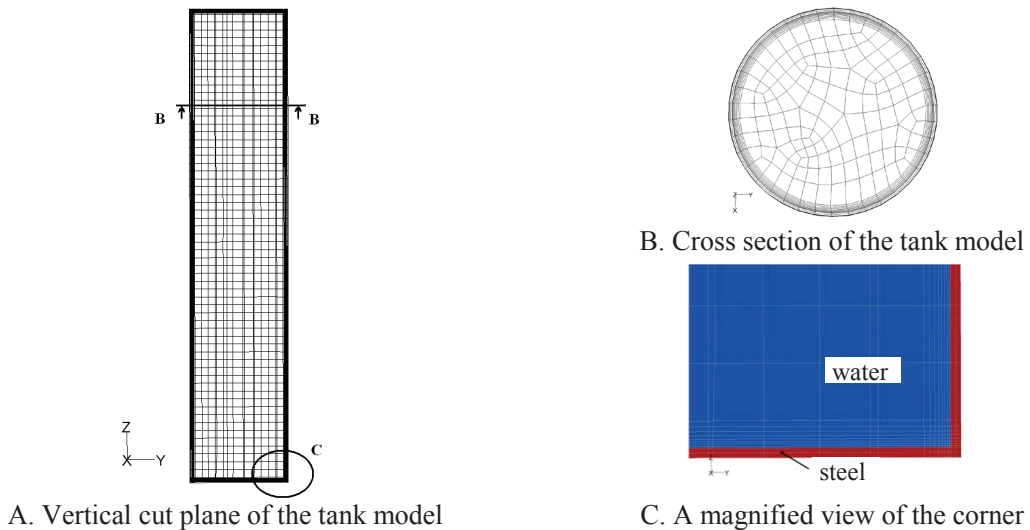 B
B
Z
X
Y
C
A. Vertical cut plane of the tank model
Z
Y
X
B. Cross section of the tank model
water
steel
Z
X
Y
C. A magnified view of the corner